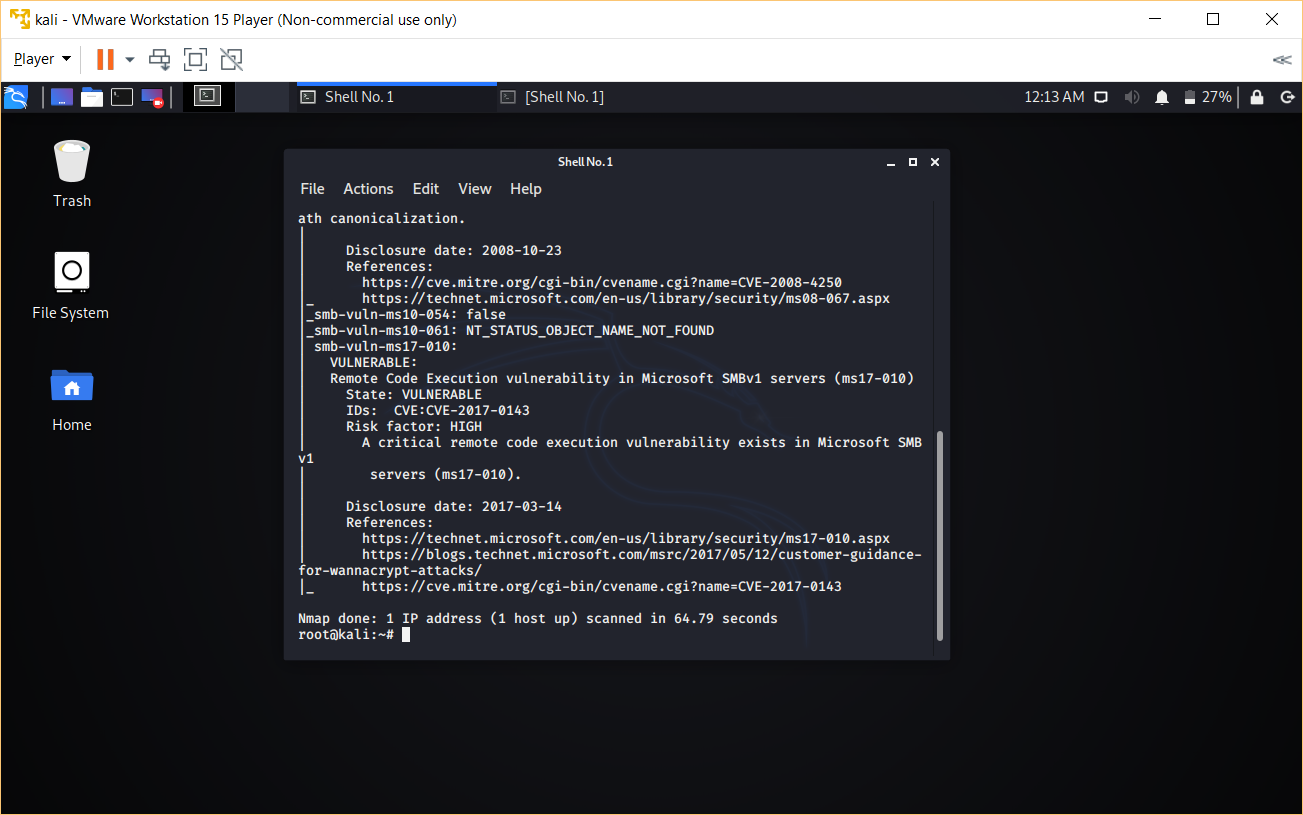 kali - VMware Workstation 15 Player (Non-commercial use only)
Player
Shell No. 1
[Shell No. 1]
12:13 AM
27%
Trash
File System
Home
Shell No. 1
File Actions Edit View Help
ath canonicalization.
|
|     Disclosure date: 2008-10-23
|     References:
|       https://cve.mitre.org/cgi-bin/cvename.cgi?name=CVE-2008-4250
|_      https://technet.microsoft.com/en-us/library/security/ms08-067.aspx
|_smb-vuln-ms10-054: false
|_smb-vuln-ms10-061: NT_STATUS_OBJECT_NAME_NOT_FOUND
| smb-vuln-ms17-010:
|   VULNERABLE:
|   Remote Code Execution vulnerability in Microsoft SMBv1 servers (ms17-010)
|     State: VULNERABLE
|     IDs:  CVE:CVE-2017-0143
|     Risk factor: HIGH
|       A critical remote code execution vulnerability exists in Microsoft SMB
v1
|        servers (ms17-010).
|
|     Disclosure date: 2017-03-14
|     References:
|       https://technet.microsoft.com/en-us/library/security/ms17-010.aspx
|       https://blogs.technet.microsoft.com/msrc/2017/05/12/customer-guidance-
for-wannacrypt-attacks/
|_      https://cve.mitre.org/cgi-bin/cvename.cgi?name=CVE-2017-0143
Nmap done: 1 IP address (1 host up) scanned in 64.79 seconds
root@kali:~#